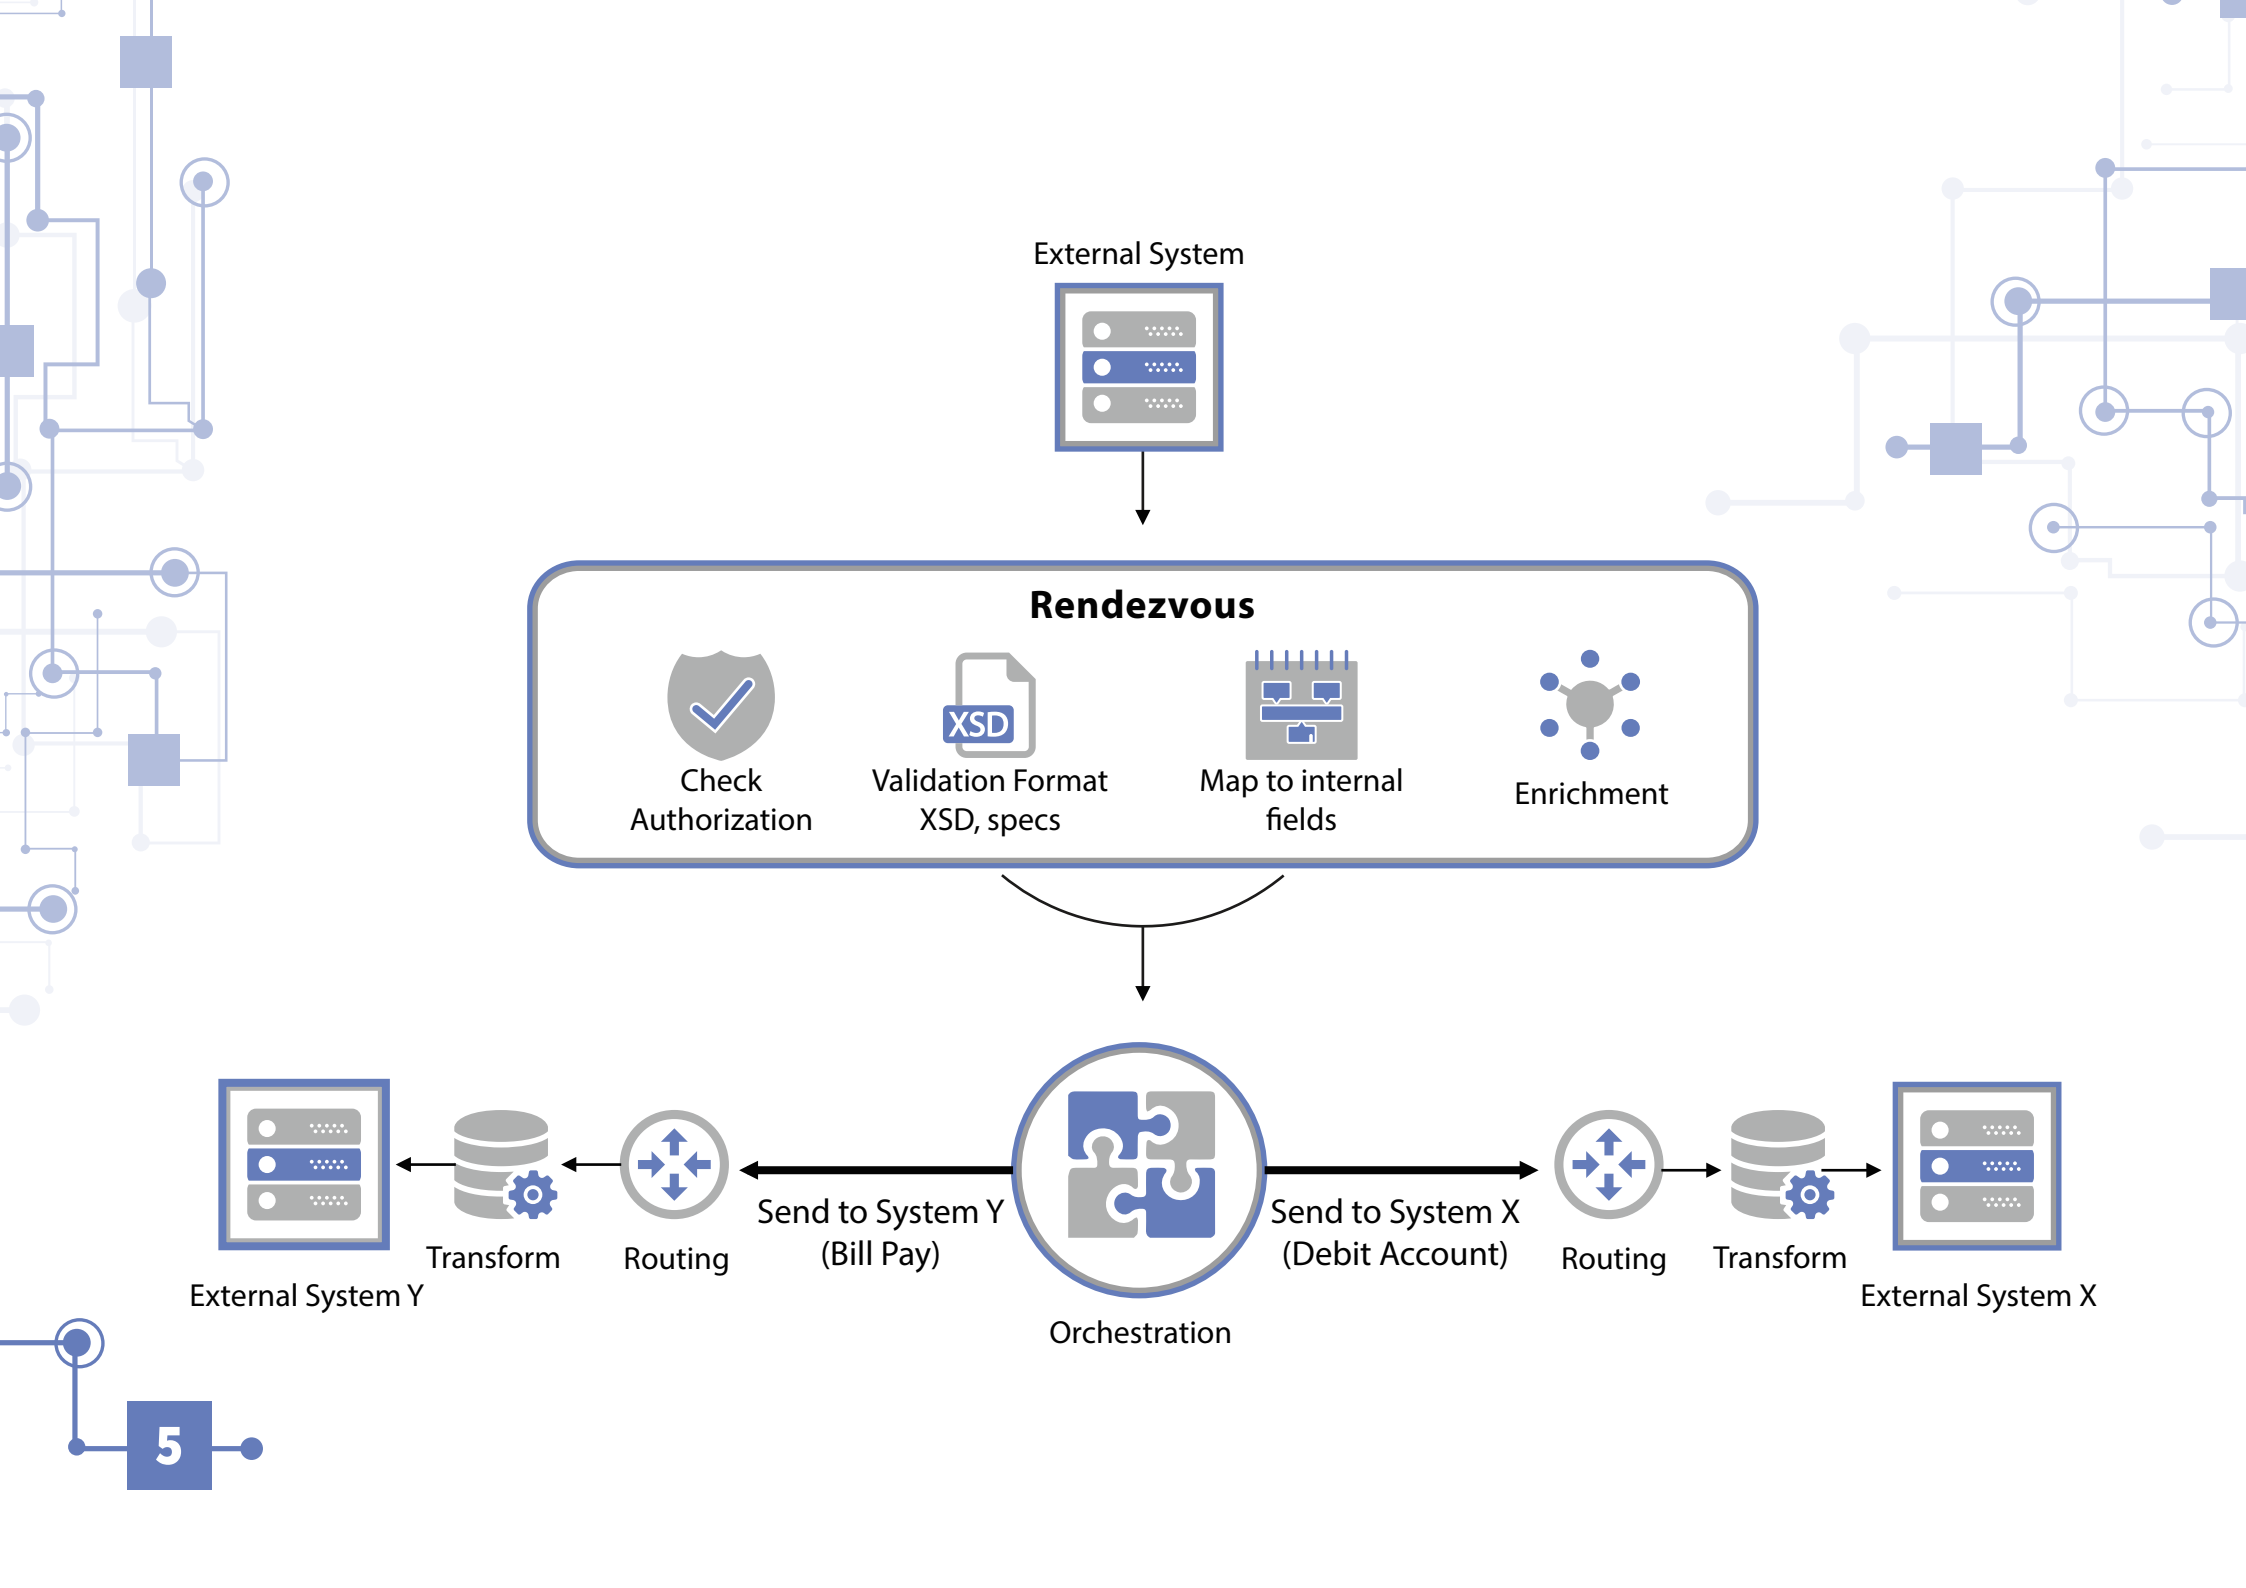 External System
Rendezvous
XSD
Check
Authorization
Validation Format
XSD, specs
Map to internal
fields
Enrichment
Send to System Y
(Bill Pay)
Send to System X
(Debit Account)
External System Y
Transform
Routing
Orchestration
Routing
Transform
External System X
5